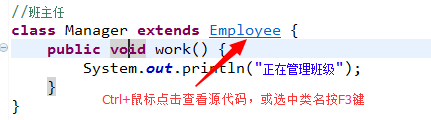 //班主任
class Manager extends Employee {
public void work() {
System.out.println("正在管理班级");
}
Ctrl+鼠标点击查看源代码，或选中类名按F3键
}